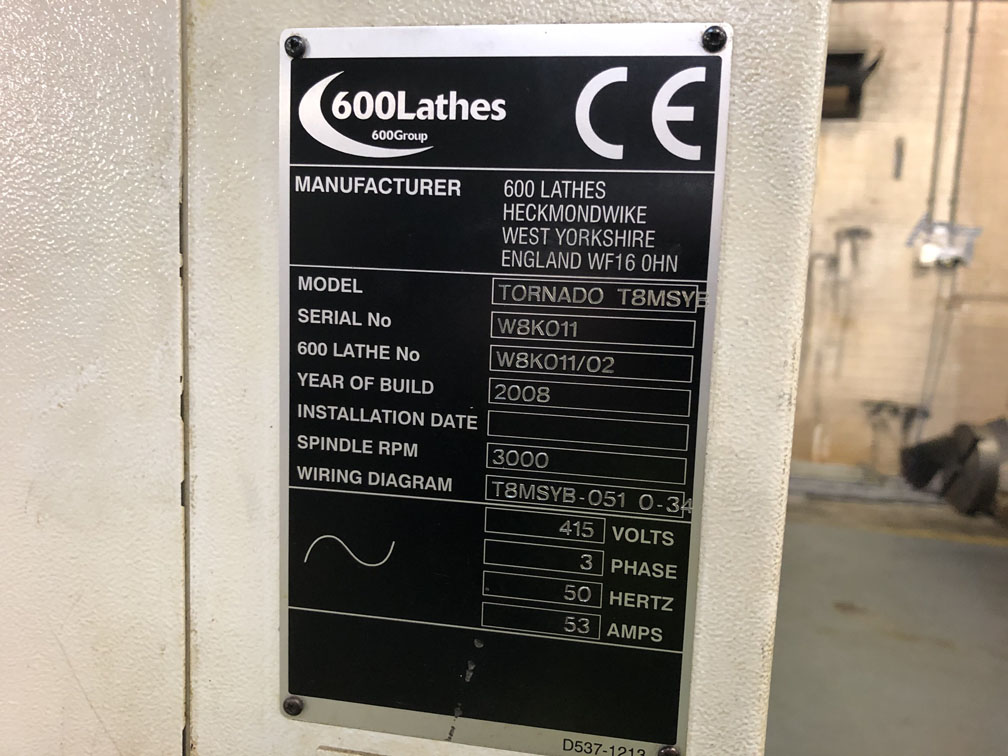 600Lathes
600Group
CE
MANUFACTURER 600 LATHES
HECKMONDWIKE
WEST YORKSHIRE
ENGLAND WF16 0HN
MODEL TORNADO T8MSYB
SERIAL No W8K011
600 LATHE No W8K011/02
YEAR OF BUILD 2008
INSTALLATION DATE
SPINDLE RPM 3000
WIRING DIAGRAM T8MSYB-051 0-34
415 VOLTS
3 PHASE
50 HERTZ
53 AMPS
D537-1213